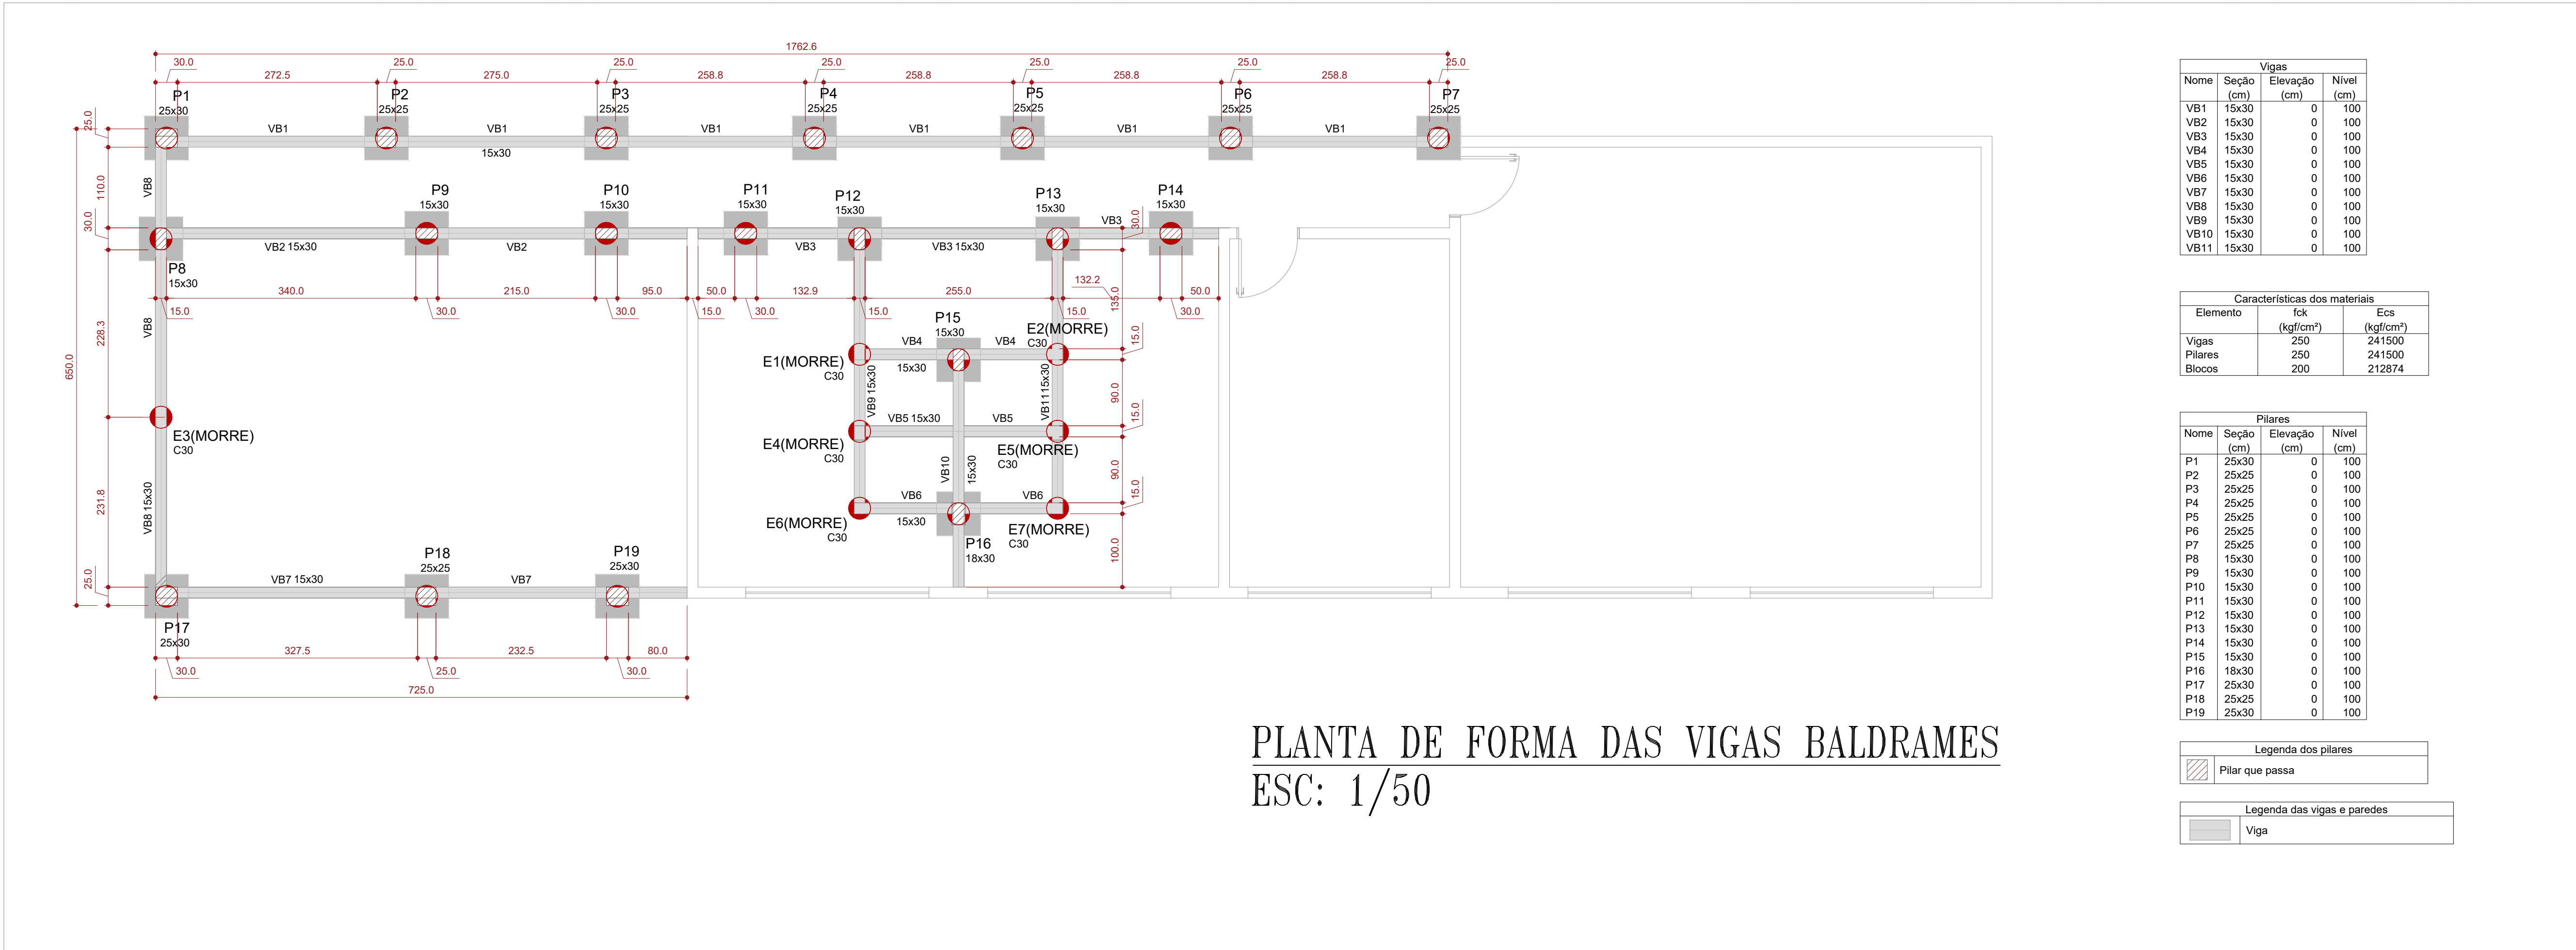 1762.6
30.0
25.0
25.0
25.0
25.0
25.0
25.0
272.5
275.0
258.8
258.8
258.8
258.8
P1
25x30
P2
25x25
P3
25x25
P4
25x25
P5
25x25
P6
25x25
P7
25x25
25.0
VB1
VB1
VB1
VB1
VB1
VB1
15x30
110.0
VB8
P9
15x30
P10
15x30
P11
15x30
P12
15x30
P13
15x30
P14
15x30
30.0
VB3
30.0
VB2 15x30
VB2
VB3
VB3 15x30
P8
15x30
340.0
215.0
95.0
50.0
132.9
255.0
132.2
50.0
15.0
30.0
30.0
15.0
30.0
15.0
15.0
30.0
135.0
228.3
VB8
650.0
P15
15x30
E2(MORRE)
C30
VB4
VB4
15.0
E1(MORRE)
C30
15x30
VB9 15x30
VB11 15x30
90.0
VB5 15x30
VB5
15.0
E3(MORRE)
C30
E4(MORRE)
C30
E5(MORRE)
C30
VB10
15x30
90.0
231.8
VB8 15x30
VB6
VB6
15.0
15x30
E6(MORRE)
C30
E7(MORRE)
C30
P16
18x30
100.0
25.0
P18
25x25
P19
25x30
VB7 15x30
VB7
P17
25x30
327.5
232.5
80.0
30.0
25.0
30.0
725.0
PLANTA DE FORMA DAS VIGAS BALDRAMES
ESC: 1/50
Vigas
Nome Seção Elevação Nível
(cm) (cm) (cm)
VB1 15x30 0 100
VB2 15x30 0 100
VB3 15x30 0 100
VB4 15x30 0 100
VB5 15x30 0 100
VB6 15x30 0 100
VB7 15x30 0 100
VB8 15x30 0 100
VB9 15x30 0 100
VB10 15x30 0 100
VB11 15x30 0 100
Características dos materiais
Elemento fck Ecs
(kgf/cm²) (kgf/cm²)
Vigas 250 241500
Pilares 250 241500
Blocos 200 212874
Pilares
Nome Seção Elevação Nível
(cm) (cm) (cm)
P1 25x30 0 100
P2 25x25 0 100
P3 25x25 0 100
P4 25x25 0 100
P5 25x25 0 100
P6 25x25 0 100
P7 25x25 0 100
P8 15x30 0 100
P9 15x30 0 100
P10 15x30 0 100
P11 15x30 0 100
P12 15x30 0 100
P13 15x30 0 100
P14 15x30 0 100
P15 15x30 0 100
P16 18x30 0 100
P17 25x30 0 100
P18 25x25 0 100
P19 25x30 0 100
Legenda dos pilares
Pilar que passa
Legenda das vigas e paredes
Viga